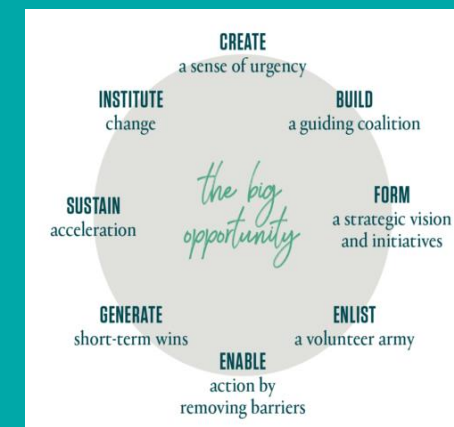 CREATE
a sense of urgency
BUILD
a guiding coalition
FORM
a strategic vision
and initiatives
ENLIST
a volunteer army
ENABLE
action by
removing barriers
GENERATE
short-term wins
SUSTAIN
acceleration
INSTITUTE
change
the big
opportunity